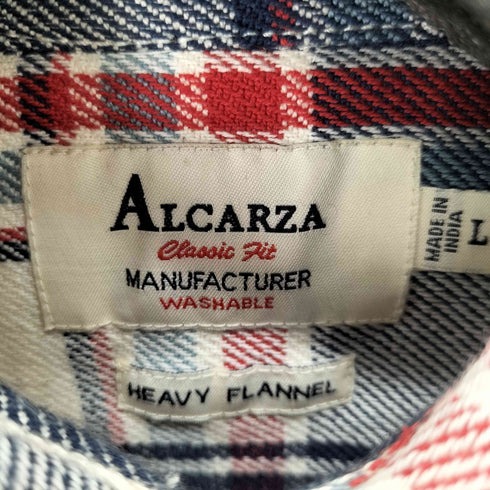 ALCARZA
Classic Fit
MANUFACTURER
WASHABLE
MADE IN
INDIA
L
HEAVY FLANNEL